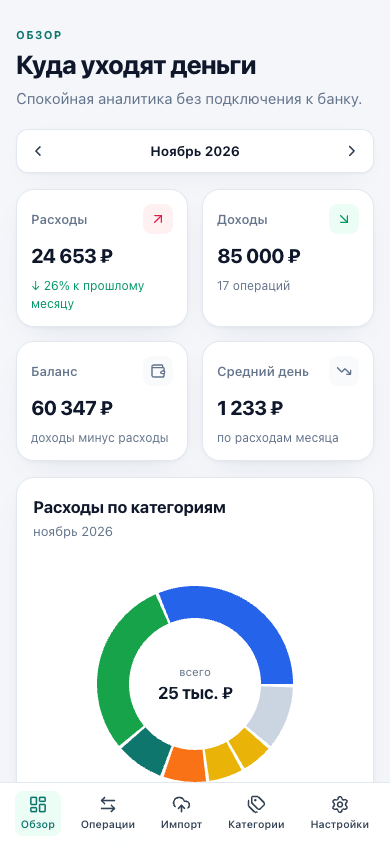 ОБЗОР
Куда уходят деньги
Спокойная аналитика без подключения к банку.
Ноябрь 2026
Расходы
24 653 ₽
↓ 26% к прошлому
месяцу
Доходы
85 000 ₽
17 операций
Баланс
60 347 ₽
доходы минус расходы
Средний день
1 233 ₽
по расходам месяца
Расходы по категориям
ноябрь 2026
всего
25 тыс. ₽
Обзор
Операции
Импорт
Категории
Настройки